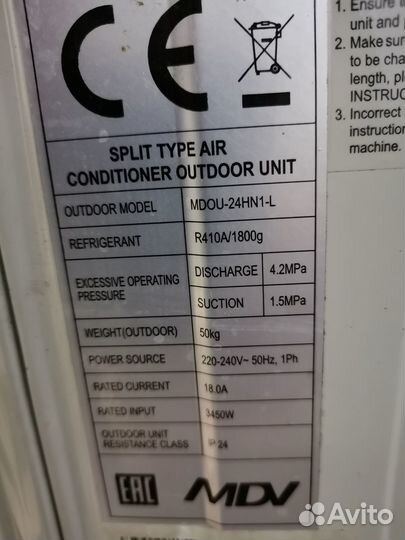 CE
SPLIT TYPE AIR
CONDITIONER OUTDOOR UNIT
OUTDOOR MODEL MDOU-24HN1-L
REFRIGERANT R410A/1800g
EXCESSIVE OPERATING
PRESSURE
DISCHARGE 4.2MPa
SUCTION 1.5MPa
WEIGHT(OUTDOOR) 50kg
POWER SOURCE 220-240V~ 50Hz, 1Ph
RATED CURRENT 18.0A
RATED INPUT 3450W
OUTDOOR UNIT
RESISTANCE CLASS IP 24
EAC MDV
1. Ensure
unit and
2. Make sur
to be cha
length, pl
INSTRUC
3. Incorrect
instruction
machine.
Avito